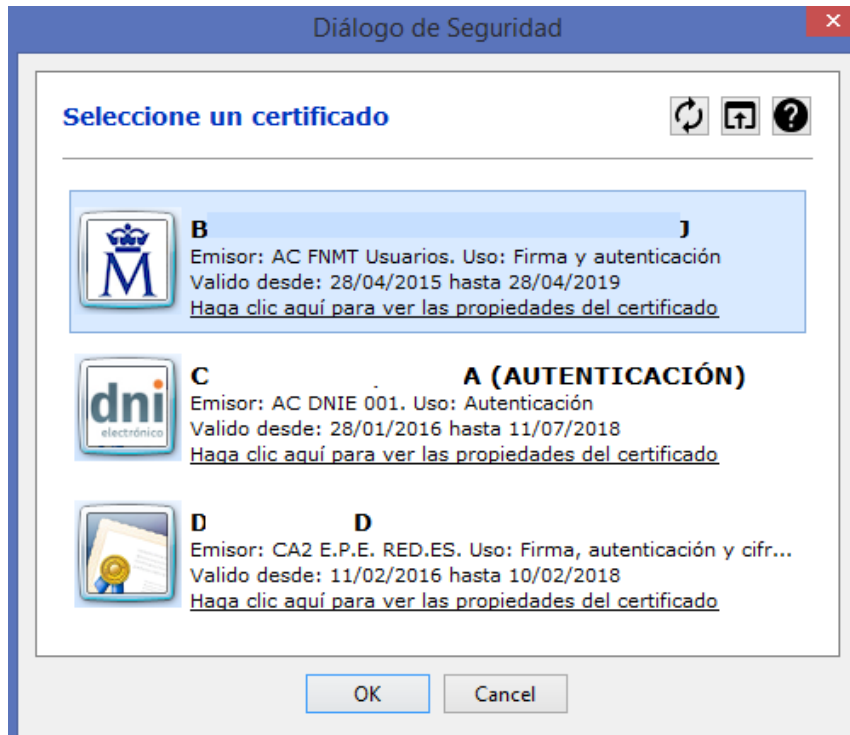 Diálogo de Seguridad
Seleccione un certificado
B J
Emisor: AC FNMT Usuarios. Uso: Firma y autenticación
Valido desde: 28/04/2015 hasta 28/04/2019
Haga clic aquí para ver las propiedades del certificado
dni
electrónico
C A (AUTENTICACIÓN)
Emisor: AC DNIE 001. Uso: Autenticación
Valido desde: 28/01/2016 hasta 11/07/2018
Haga clic aquí para ver las propiedades del certificado
D D
Emisor: CA2 E.P.E. RED.ES. Uso: Firma, autenticación y cifr...
Valido desde: 11/02/2016 hasta 10/02/2018
Haga clic aquí para ver las propiedades del certificado
OK Cancel